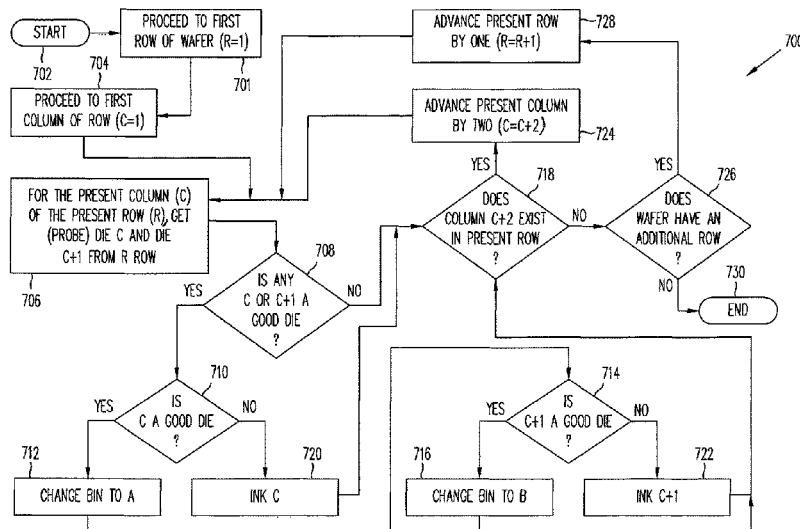 START
702
PROCEED TO FIRST
ROW OF WAFER (R=1)
701
704
PROCEED TO FIRST
COLUMN OF ROW (C=1)
ADVANCE PRESENT ROW
BY ONE (R=R+1)
728
700
ADVANCE PRESENT COLUMN
BY TWO (C=C+2)
724
FOR THE PRESENT COLUMN (C)
OF THE PRESENT ROW (R), GET
(PROBE) DIE C AND DIE
C+1 FROM R ROW
706
708
IS ANY
C OR C+1 A
GOOD DIE
?
YES
NO
YES
718
DOES
COLUMN C+2 EXIST
IN PRESENT ROW
?
NO
YES
726
DOES
WAFER HAVE AN
ADDITIONAL ROW
?
NO
730
END
710
IS
C A GOOD DIE
?
YES
NO
712
CHANGE BIN TO A
720
INK C
714
IS
C+1 A GOOD DIE
?
YES
NO
716
CHANGE BIN TO B
722
INK C+1